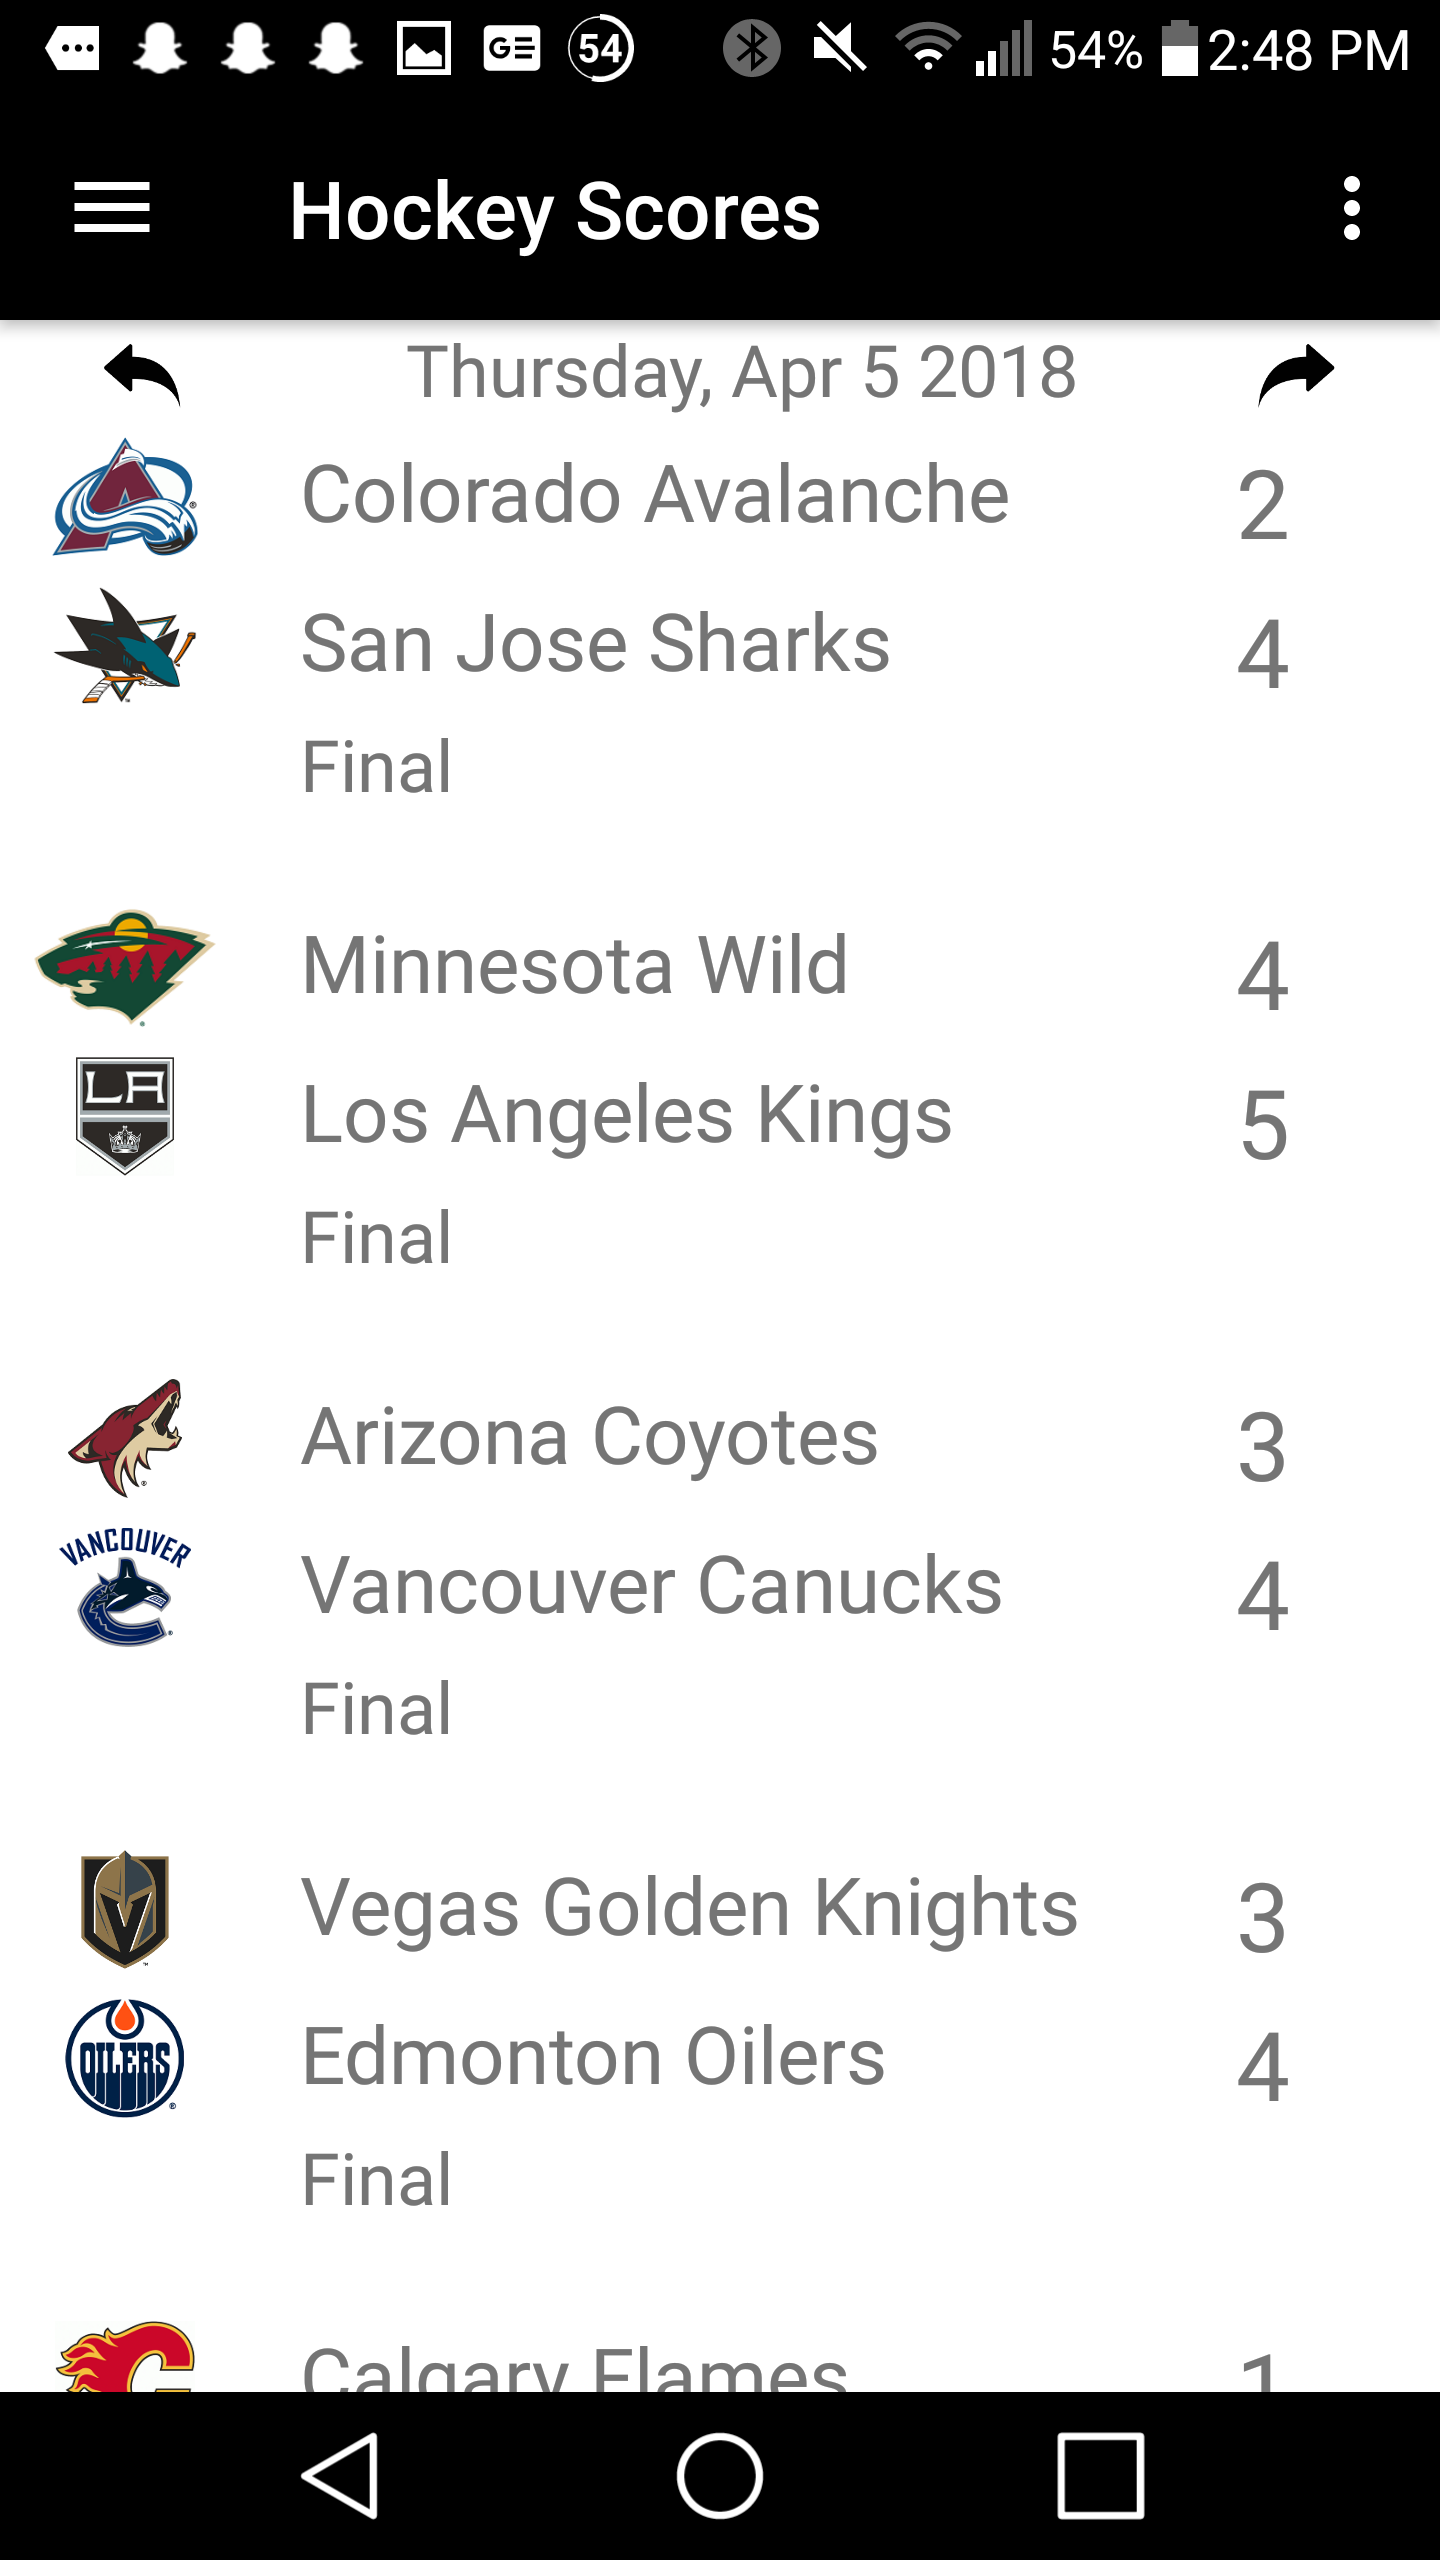 54 54% 2:48 PM
Hockey Scores
Thursday, Apr 5 2018
Colorado Avalanche 2
San Jose Sharks 4
Final
Minnesota Wild 4
LA
Los Angeles Kings 5
Final
Arizona Coyotes 3
VANCOUVER
Vancouver Canucks 4
Final
Vegas Golden Knights 3
OILERS
Edmonton Oilers 4
Final
Calgary Flames 1